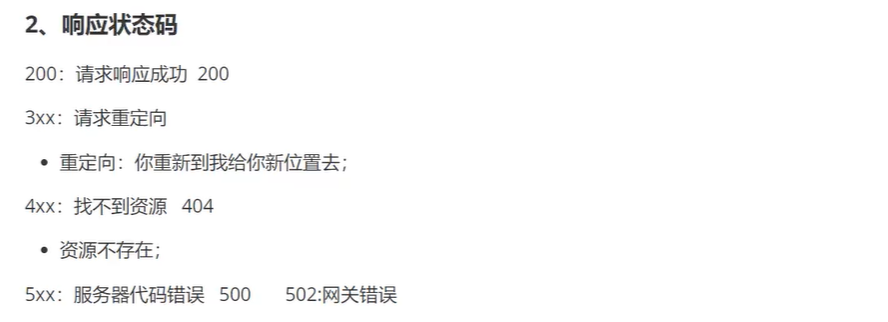 2、响应状态码
200：请求响应成功 200
3xx：请求重定向
• 重定向：你重新到我给你新位置去；
4xx：找不到资源 404
• 资源不存在；
5xx：服务器代码错误 500 502:网关错误